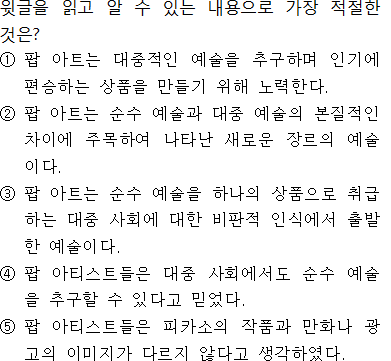 윗글을 읽고 알 수 있는 내용으로 가장 적절한
것은?
① 팝 아트는 대중적인 예술을 추구하며 인기에
편승하는 상품을 만들기 위해 노력한다.
② 팝 아트는 순수 예술과 대중 예술의 본질적인
차이에 주목하여 나타난 새로운 장르의 예술
이다.
③ 팝 아트는 순수 예술을 하나의 상품으로 취급
하는 대중 사회에 대한 비판적 인식에서 출발
한 예술이다.
④ 팝 아티스트들은 대중 사회에서도 순수 예술
을 추구할 수 있다고 믿었다.
⑤ 팝 아티스트들은 피카소의 작품과 만화나 광
고의 이미지가 다르지 않다고 생각하였다.